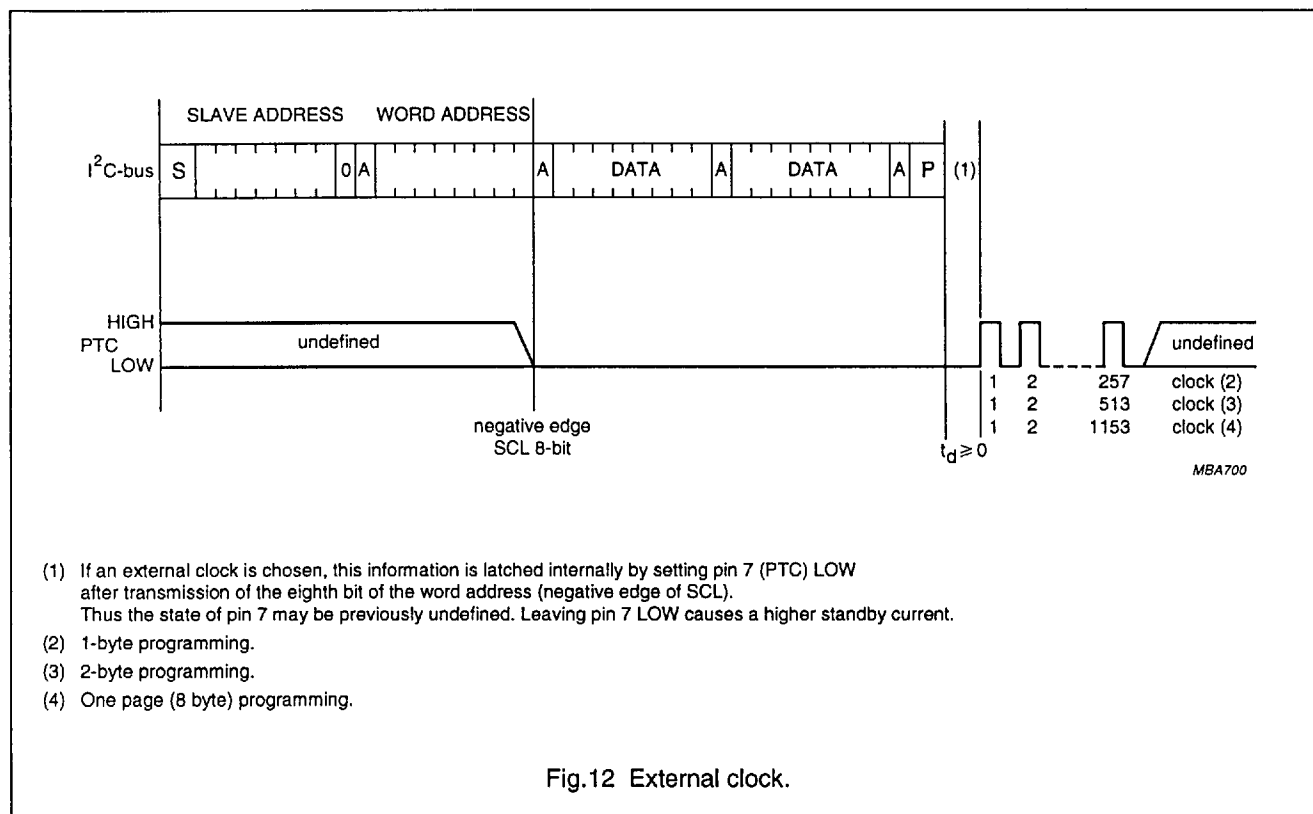 SLAVE ADDRESS WORD ADDRESS
I²C-bus S 0 A A DATA A DATA A P (1)
HIGH
PTC undefined undefined
LOW
1 2 257 clock (2)
1 2 513 clock (3)
1 2 1153 clock (4)
negative edge
SCL 8-bit
td ⩾ 0
MBA700
(1) If an external clock is chosen, this information is latched internally by setting pin 7 (PTC) LOW
after transmission of the eighth bit of the word address (negative edge of SCL).
Thus the state of pin 7 may be previously undefined. Leaving pin 7 LOW causes a higher standby current.
(2) 1-byte programming.
(3) 2-byte programming.
(4) One page (8 byte) programming.
Fig.12 External clock.